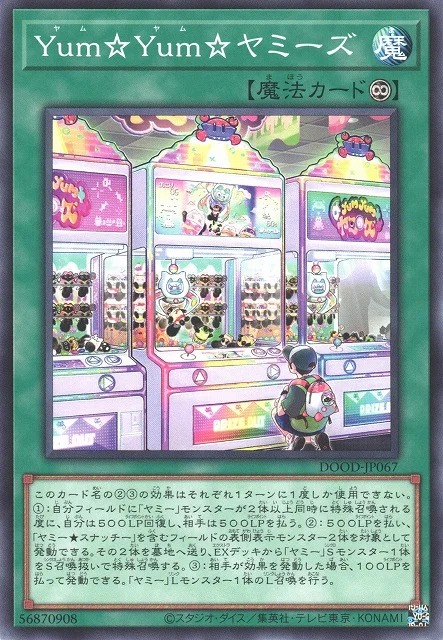 Yum☆Yum☆ヤミーズ
ヤム ヤム
魔
【魔法カード】
まほう
DOOD-JP067
このカード名の②③の効果はそれぞれ1ターンに1度しか使用できない。
①:自分フィールドに「ヤミー」モンスターが2体以上同時に特殊召喚される
度に、自分は500LP回復し、相手は500LPを払う。②:500LPを払い、
「ヤミー★スナッチー」を含むフィールドの表側表示モンスター2体を対象として
発動できる。その2体を墓地へ送り、EXデッキから「ヤミー」Sモンスター1体
をS召喚扱いで特殊召喚する。③:相手が効果を発動した場合、100LP
払って発動できる。「ヤミー」Lモンスター1体のL召喚を行う。
56870908
©スタジオ・ダイス/集英社・テレビ東京・KONAMI